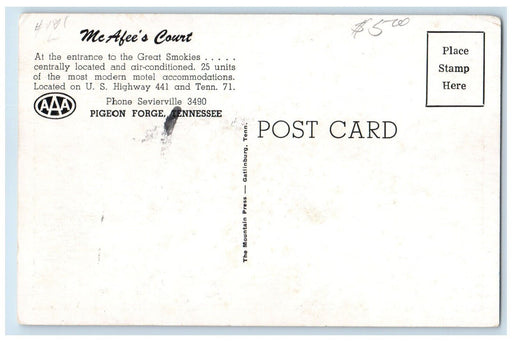 $5.00
McAfee's Court
At the entrance to the Great Smokies . . . . .
centrally located and air-conditioned. 25 units
of the most modern motel accommodations.
Located on U. S. Highway 441 and Tenn. 71.
AAA
Phone Sevierville 3490
PIGEON FORGE, TENNESSEE
Place
Stamp
Here
POST CARD
The Mountain Press — Gatlinburg, Tenn.